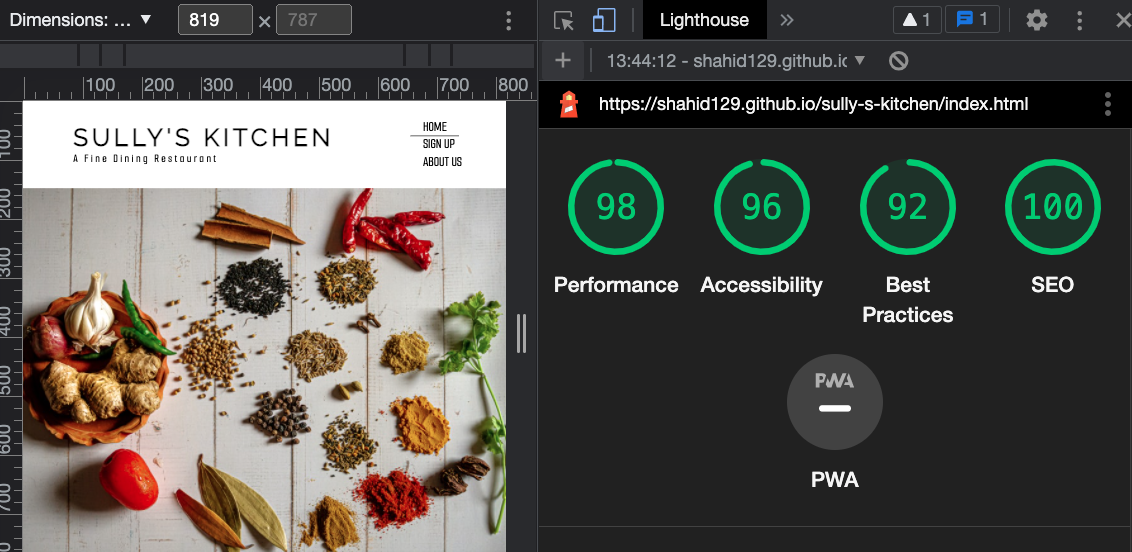 Dimensions: ... ▼ 819 × 787
Lighthouse » 1 1
13:44:12 - shahid129.github.ic ▼
https://shahid129.github.io/sully-s-kitchen/index.html
100 200 300 400 500 600 700 800
100
200
300
400
500
600
700
SULLY'S KITCHEN
A Fine Dining Restaurant
HOME
SIGN UP
ABOUT US
98 96 92 100
Performance Accessibility Best SEO
Practices
PWA
PWA